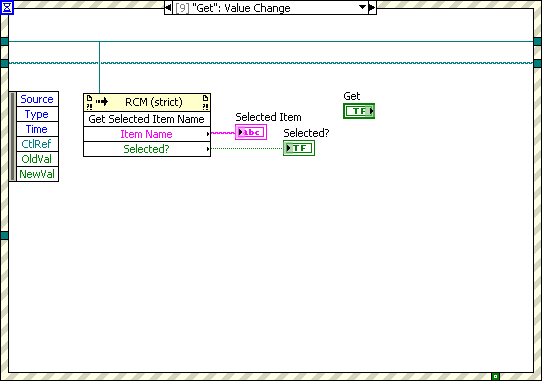 [9] "Get": Value Change
Source
Type
Time
CtlRef
OldVal
NewVal
?! RCM (strict) ?!
Get Selected Item Name
Item Name
Selected?
Selected Item
Abc
Selected?
TF
Get
TF